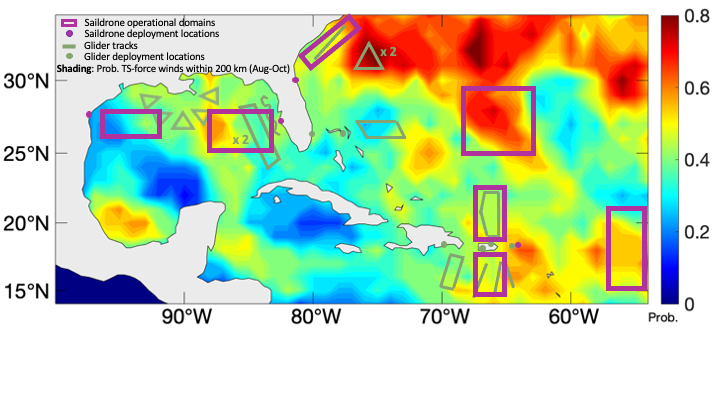 Saildrone operational domains
Saildrone deployment locations
Glider tracks
Glider deployment locations
Shading: Prob. TS-force winds within 200 km (Aug-Oct)
x 2
x 2
30°N
25°N
20°N
15°N
90°W
80°W
70°W
60°W
0.8
0.6
0.4
0.2
0
Prob.